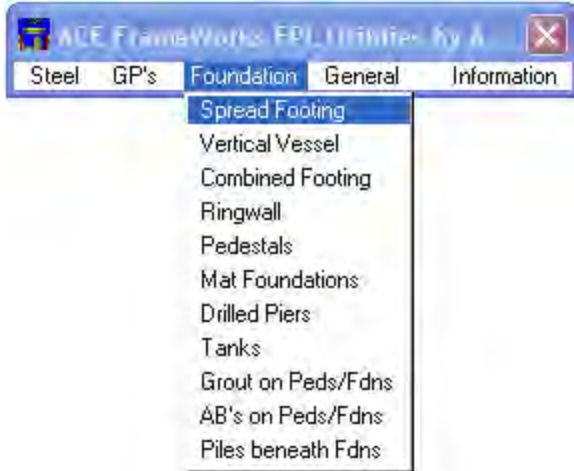 ACE FrameWorks EPL Utilities by A
Steel GP's Foundation General Information
Spread Footing
Vertical Vessel
Combined Footing
Ringwall
Pedestals
Mat Foundations
Drilled Piers
Tanks
Grout on Peds/Fdns
AB's on Peds/Fdns
Piles beneath Fdns